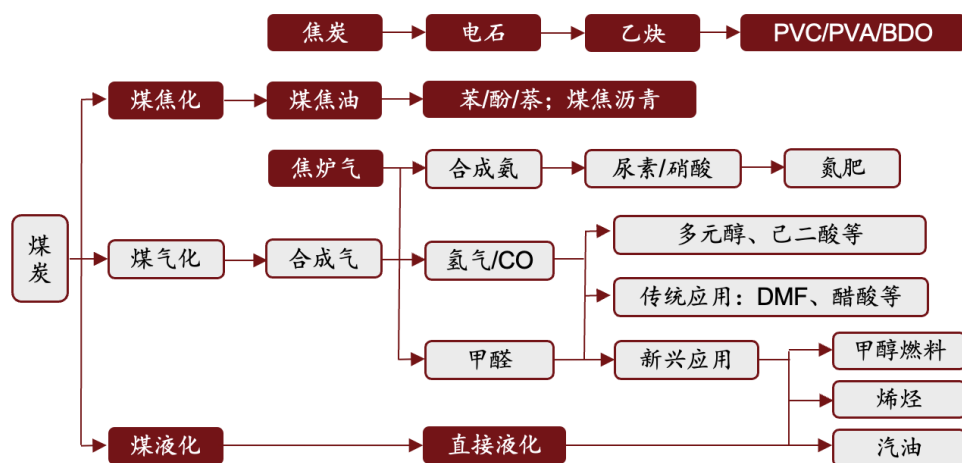 焦炭
电石
乙炔
PVC/PVA/BDO
煤焦化
煤焦油
苯/酚/萘；煤焦沥青
焦炉气
合成氨
尿素/硝酸
氮肥
煤
炭
煤气化
合成气
氢气/CO
多元醇、己二酸等
传统应用：DMF、醋酸等
甲醛
新兴应用
甲醇燃料
烯烃
煤液化
直接液化
汽油